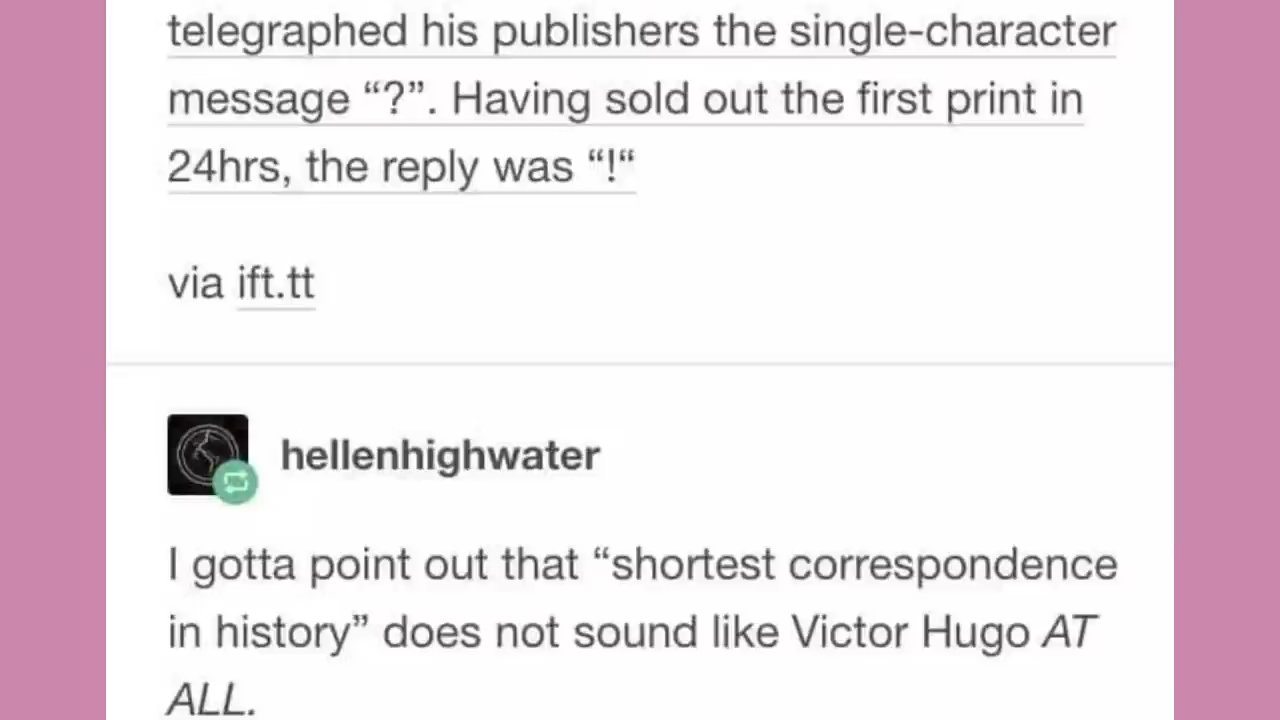 telegraphed his publishers the single-character
message “?”. Having sold out the first print in
24hrs, the reply was “!“
via ift.tt
hellenhighwater
I gotta point out that “shortest correspondence
in history” does not sound like Victor Hugo AT
ALL.